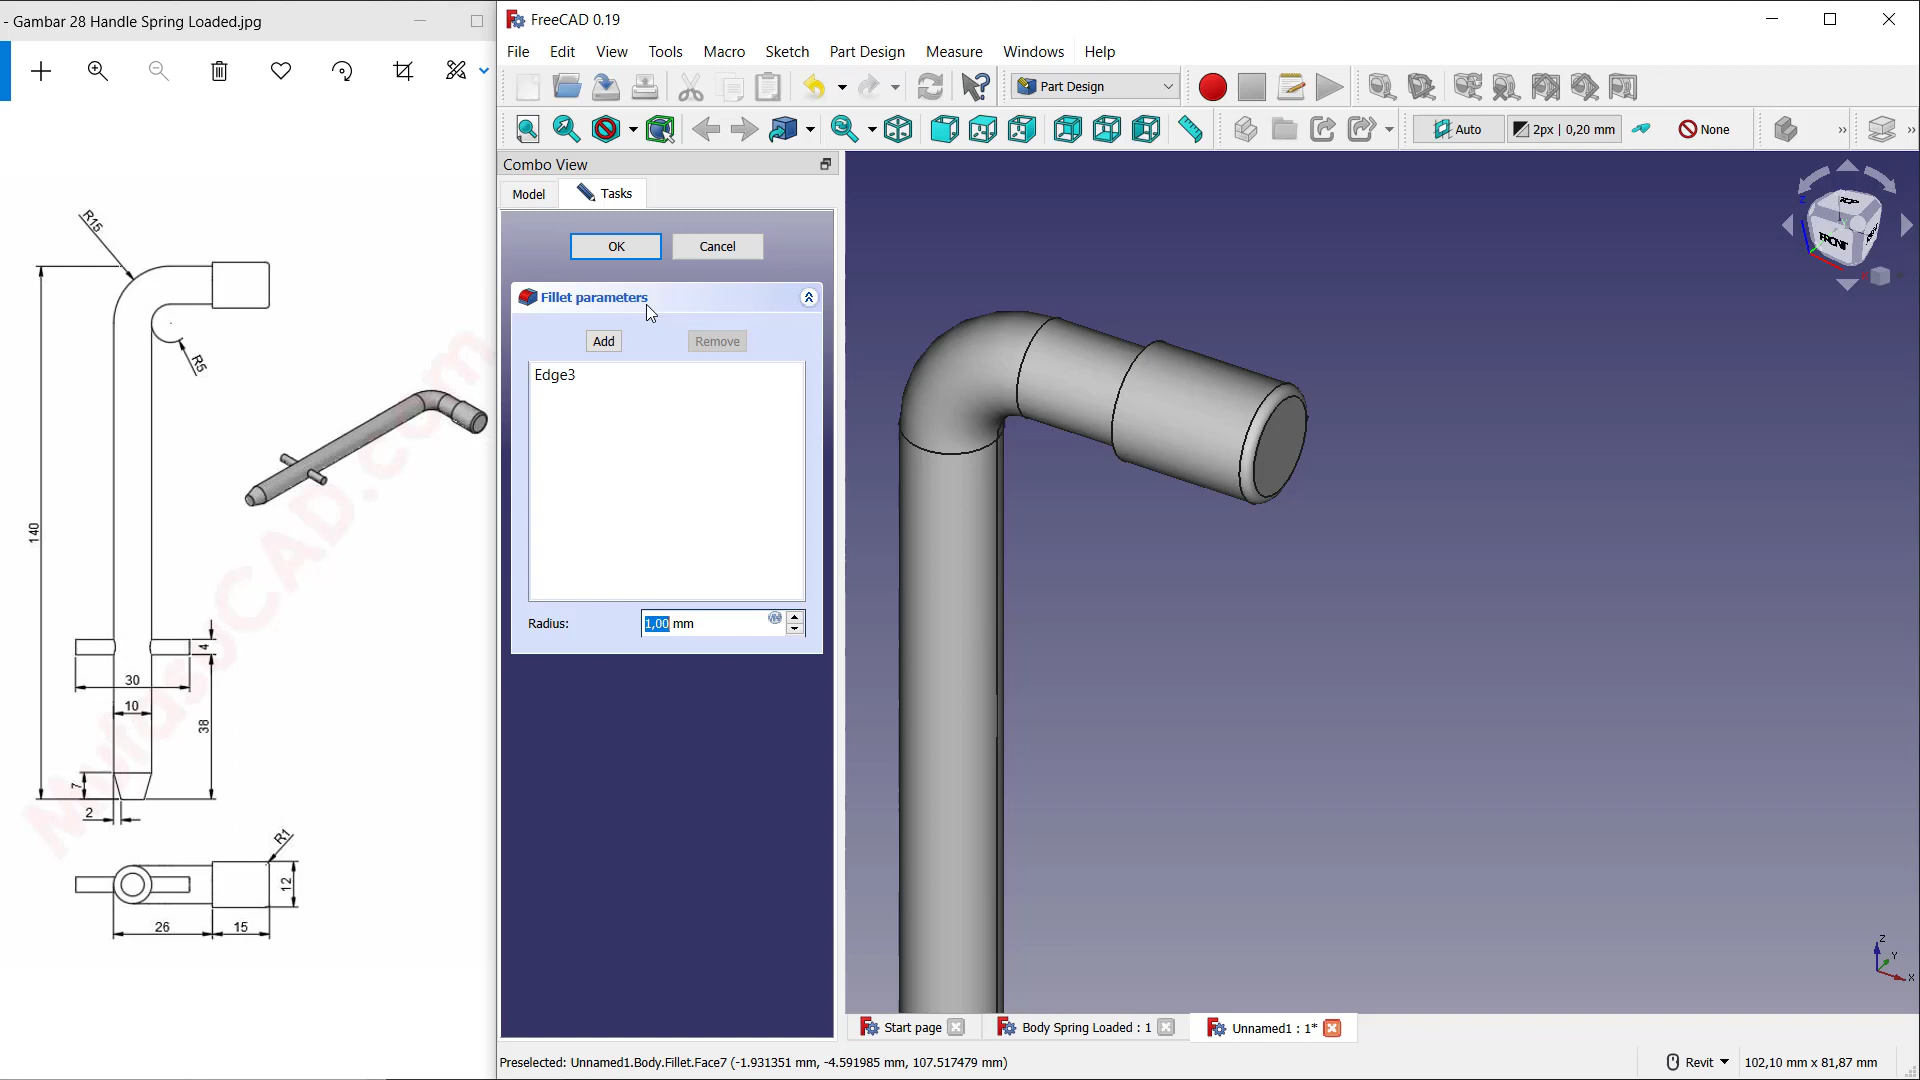 - Gambar 28 Handle Spring Loaded.jpg
FreeCAD 0.19
File Edit View Tools Macro Sketch Part Design Measure Windows Help
Part Design
Auto
2px | 0,20 mm
None
Combo View
Model
Tasks
OK
Cancel
Fillet parameters
Add
Remove
Edge3
Radius:
1,00 mm
R15
R5
140
4
30
10
38
7
2
R1
12
26
15
MufasuCAD.com
TOP
FRONT
Z
Z
Y
X
Start page
Body Spring Loaded : 1
Unnamed1 : 1*
Preselected: Unnamed1.Body.Fillet.Face7 (-1.931351 mm, -4.591985 mm, 107.517479 mm)
Revit
102,10 mm x 81,87 mm